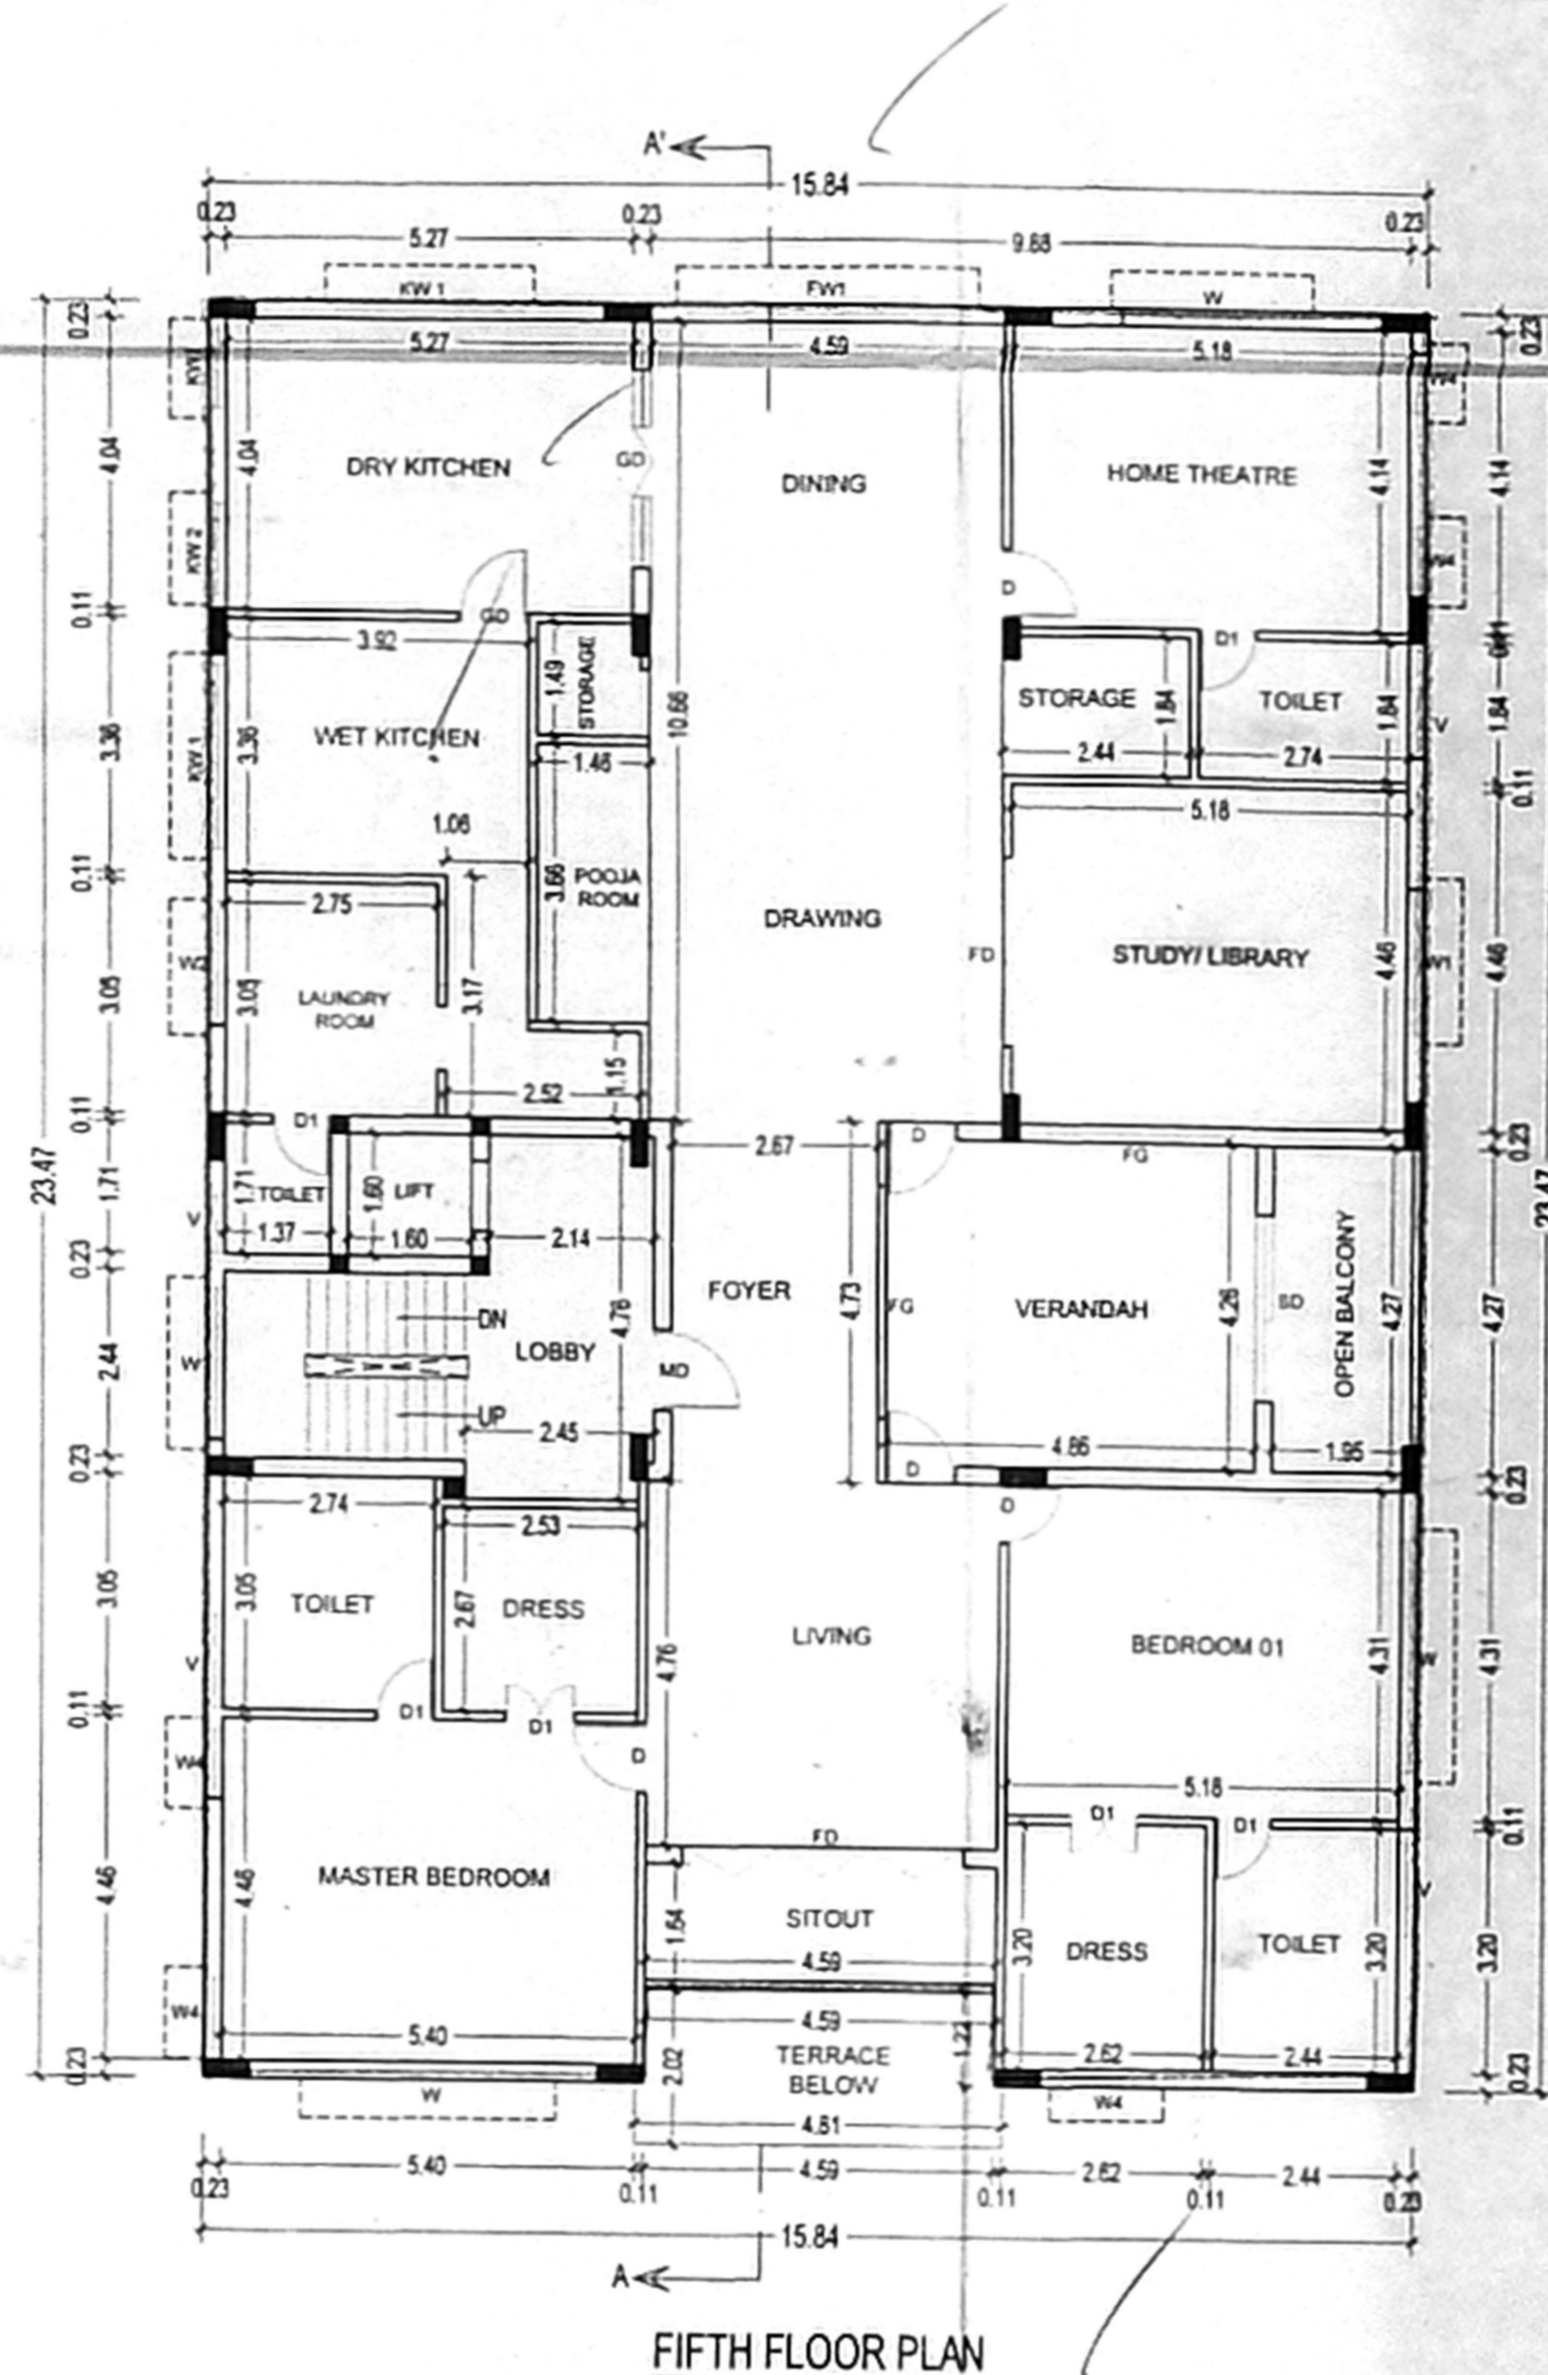 A'
15.84
0.23 0.23 0.23
5.27 9.88
KW 1 FW1 W
0.23 5.27 4.59 5.18 0.23
KW1 W4
4.04 4.04 DRY KITCHEN GD DINING HOME THEATRE 4.14 4.14
KW 2 W4
0.11 GD D
3.92 D1 0.11
1.49 STORAGE STORAGE 1.84 TOILET 1.84 1.84 V
3.36 KW 1 3.36 WET KITCHEN 10.66
1.46 2.44 2.74
1.06 5.18 0.11
0.11 3.66 POOJA
ROOM
2.75 DRAWING
W2 FD STUDY/ LIBRARY 4.46 W1 4.46
3.05 3.05 LAUNDRY
ROOM 3.17
1.15
2.52
0.11 D1 D FG 0.23
2.67
23.47 1.71 1.71 TOILET 1.60 LIFT 23.47
V 1.37 1.60 2.14
0.23 FOYER 4.73 FG VERANDAH 4.26 SD OPEN BALCONY 4.27 4.27
DN 4.76
2.44 W LOBBY MD
UP 2.45 4.86 1.95
0.23 D 0.23
2.74 2.53 D
3.05 3.05 TOILET 2.67 DRESS
V 4.76 LIVING BEDROOM 01 4.31 W 4.31
0.11 D1 D1
W4 D 5.18
FD D1 D1 0.11
4.46 4.46 MASTER BEDROOM V
1.64 SITOUT 3.20 DRESS TOILET 3.20 3.20
4.59
W4 5.40 4.59
0.23 2.02 TERRACE
BELOW 2.62 2.44 0.23
W W4
4.81
5.40 4.59 2.62 2.44
0.23 0.11 0.11 0.11 0.23
15.84
A
FIFTH FLOOR PLAN